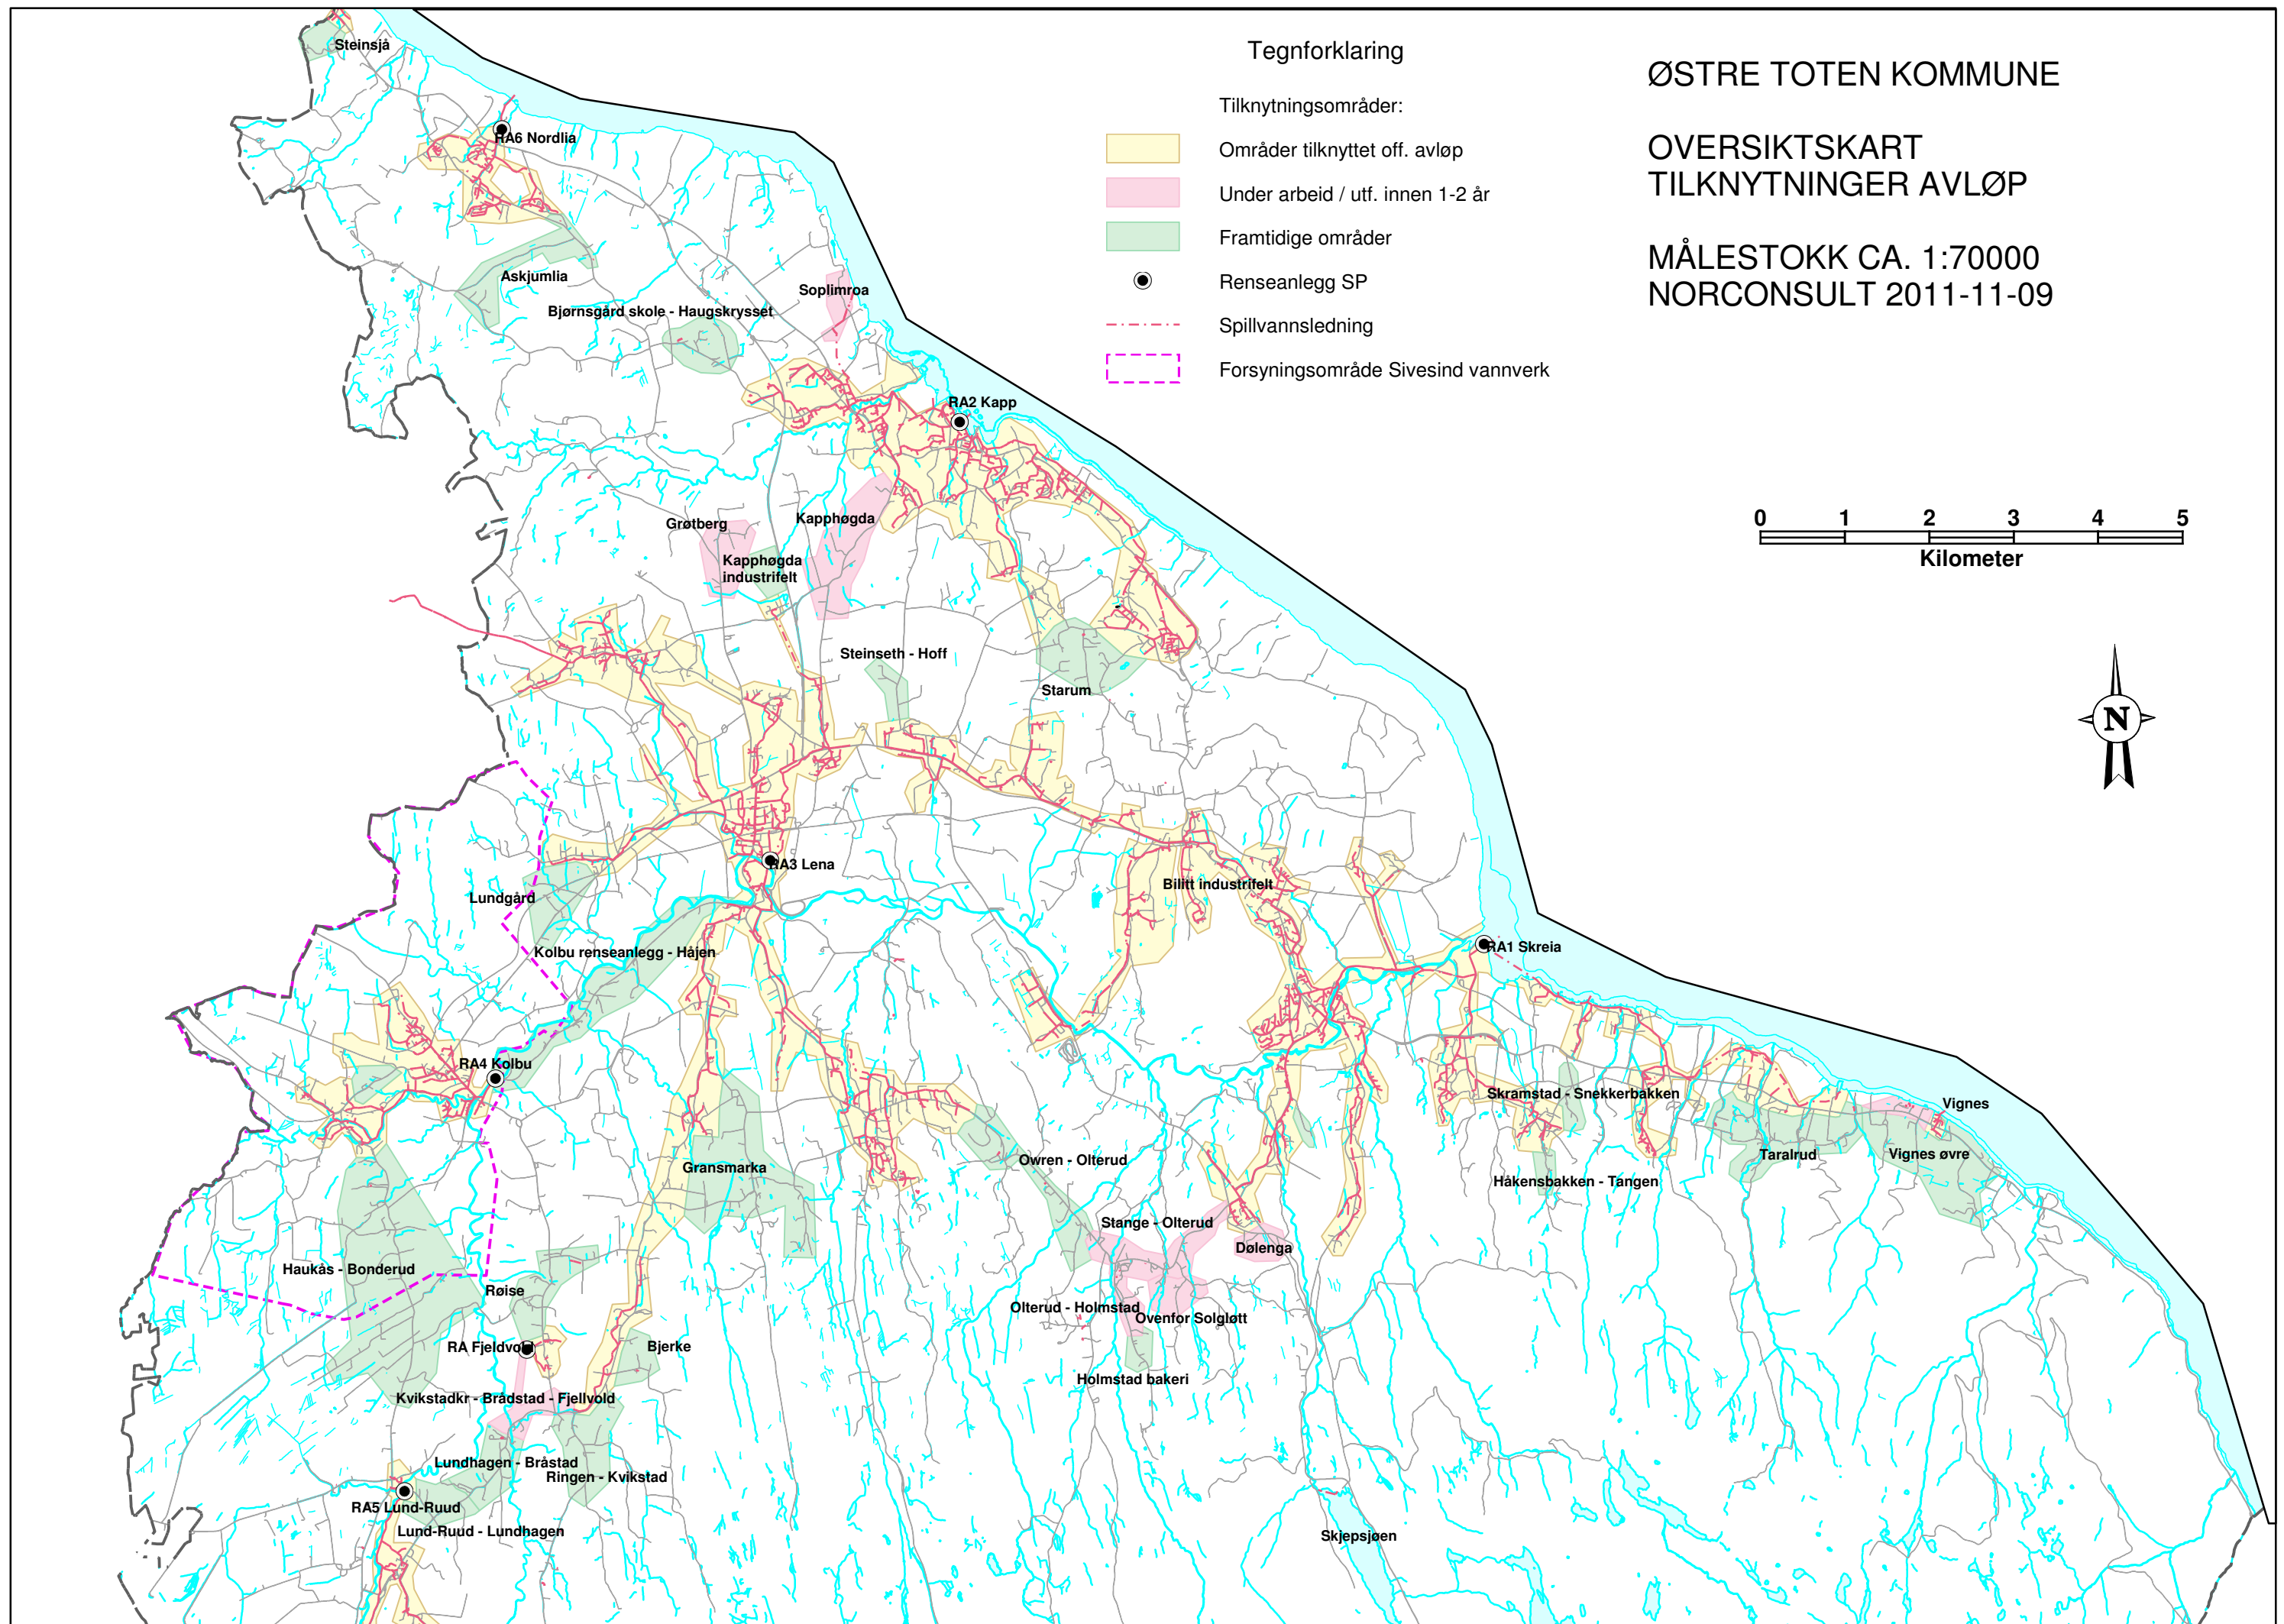 Tegnforklaring
Tilknytningsområder:
Områder tilknyttet off. avløp
Under arbeid / utf. innen 1-2 år
Framtidige områder
Renseanlegg SP
Spillvannsledning
Forsyningsområde Sivesind vannverk
ØSTRE TOTEN KOMMUNE
OVERSIKTSKART
TILKNYTNINGER AVLØP
MÅLESTOKK CA. 1:70000
NORCONSULT 2011-11-09
0 1 2 3 4 5
Kilometer
N
Steinsjå
RA6 Nordlia
Askjumlia
Soplimroa
Bjørnsgård skole - Haugskrysset
RA2 Kapp
Grøtberg
Kapphøgda
Kapphøgda
industrifelt
Steinseth - Hoff
Starum
RA3 Lena
Bilitt industrifelt
Lundgård
Kolbu renseanlegg - Håjen
RA1 Skreia
RA4 Kolbu
Skramstad - Snekkerbakken
Vignes
Taralrud
Vignes øvre
Owren - Olterud
Gransmarka
Håkensbakken - Tangen
Stange - Olterud
Dølenga
Haukås - Bonderud
Røise
Olterud - Holmstad
Ovenfor Solgløtt
RA Fjeldvold
Bjerke
Holmstad bakeri
Kvikstadkr - Brådstad - Fjellvold
Lundhagen - Bråstad
Ringen - Kvikstad
RA5 Lund-Ruud
Lund-Ruud - Lundhagen
Skjepsjøen